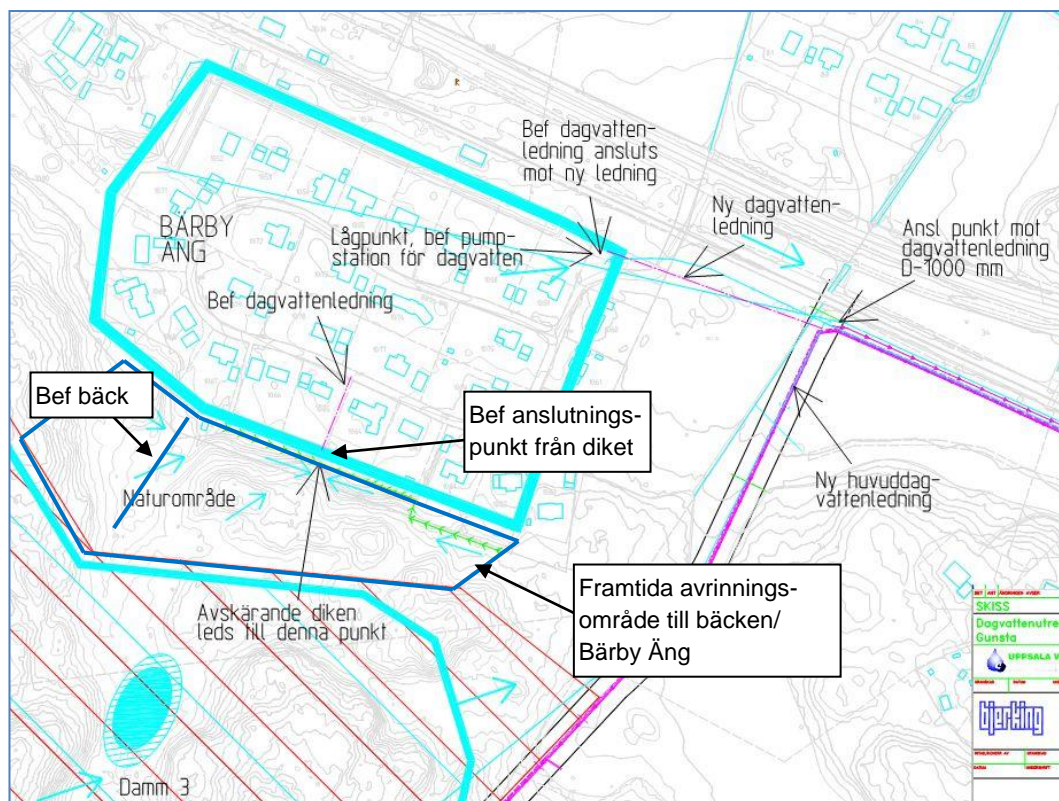 Bef dagvatten-
ledning ansluts
mot ny ledning
Ny dagvatten-
ledning
Ansl punkt mot
dagvattenledning
D-1000 mm
BÄRBY
ÄNG
Lågpunkt, bef pump-
station för dagvatten
Bef dagvattenledning
Bef bäck
Bef anslutnings-
punkt från diket
Naturområde
Ny huvuddag-
vattenledning
Avskärande diken
leds till denna punkt
Framtida avrinnings-
område till bäcken/
Bärby Äng
Damm 3
SKISS
Dagvattenutre
Gunsta
UPPSALA V
bjerking